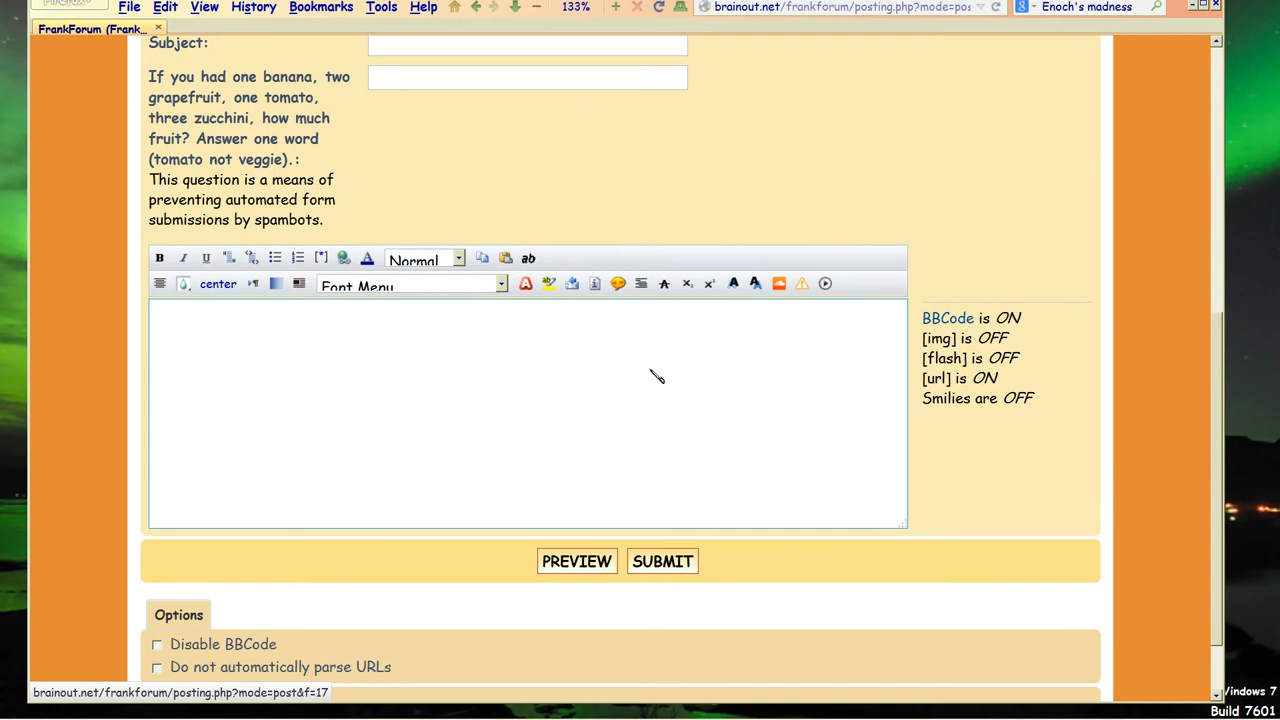 File Edit View History Bookmarks Tools Help 133% brainout.net/frankforum/posting.php?mode=pos Enoch's madness
FrankForum (Frank...
Subject:
If you had one banana, two
grapefruit, one tomato,
three zucchini, how much
fruit? Answer one word
(tomato not veggie).:
This question is a means of
preventing automated form
submissions by spambots.
B I U [*] A Normal ab
center Font Menu
BBCode is ON
[img] is OFF
[flash] is OFF
[url] is ON
Smilies are OFF
PREVIEW SUBMIT
Options
Disable BBCode
Do not automatically parse URLs
brainout.net/frankforum/posting.php?mode=post&f=17
Windows 7
Build 7601